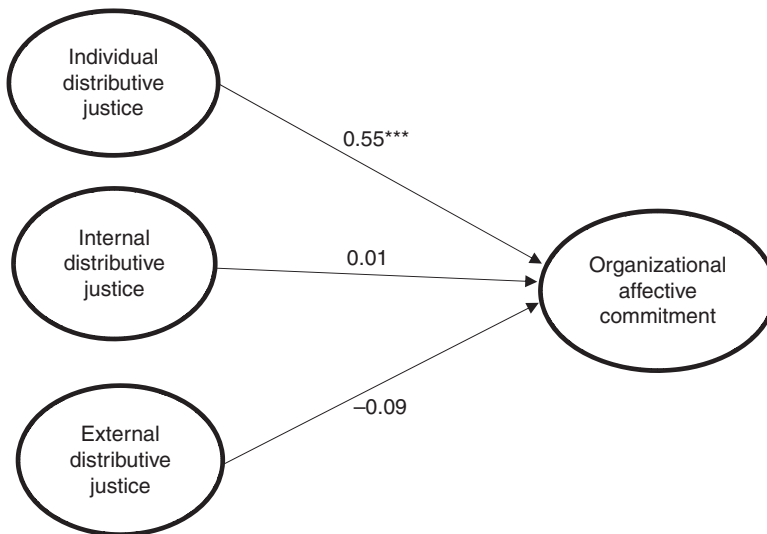 Individual
distributive
justice
0.55***
Internal
distributive
justice
0.01
Organizational
affective
commitment
–0.09
External
distributive
justice